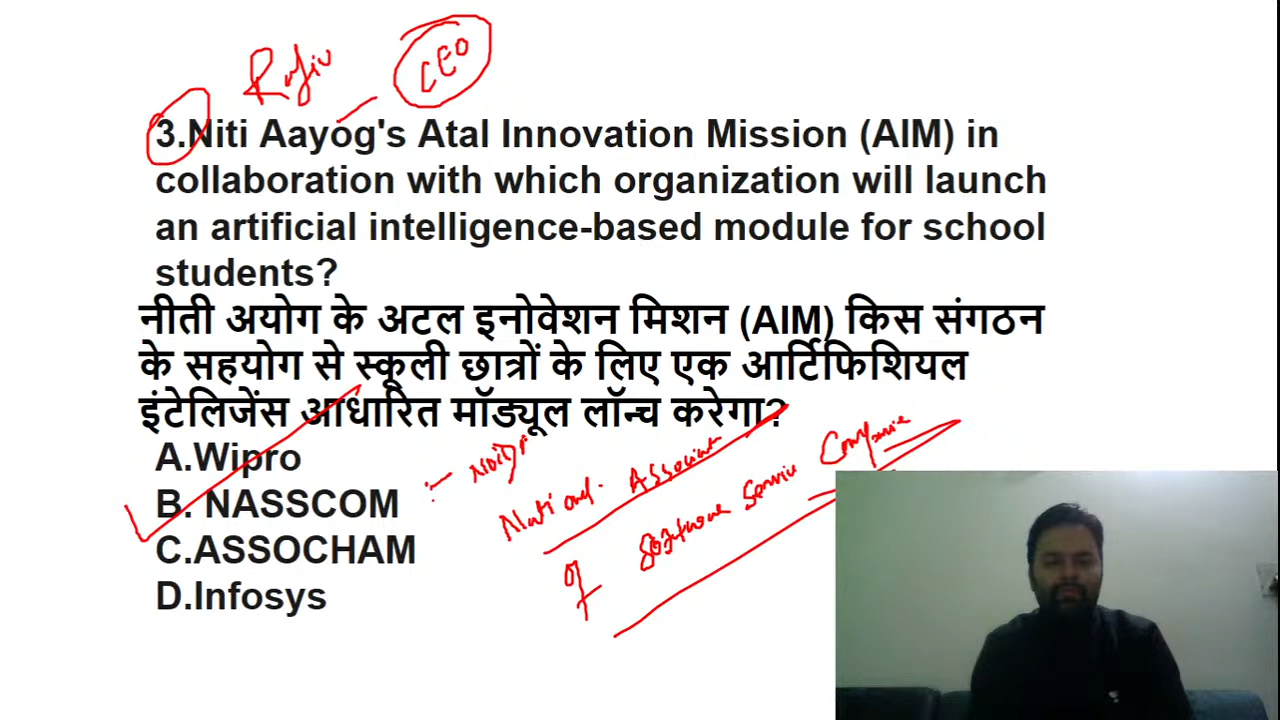 Rajiv - CEO
3.Niti Aayog's Atal Innovation Mission (AIM) in
collaboration with which organization will launch
an artificial intelligence-based module for school
students?
नीती अयोग के अटल इनोवेशन मिशन (AIM) किस संगठन
के सहयोग से स्कूली छात्रों के लिए एक आर्टिफिशियल
इंटेलिजेंस आधारित मॉड्यूल लॉन्च करेगा?
A.Wipro
B. NASSCOM
C.ASSOCHAM
D.Infosys
National
of Software Service